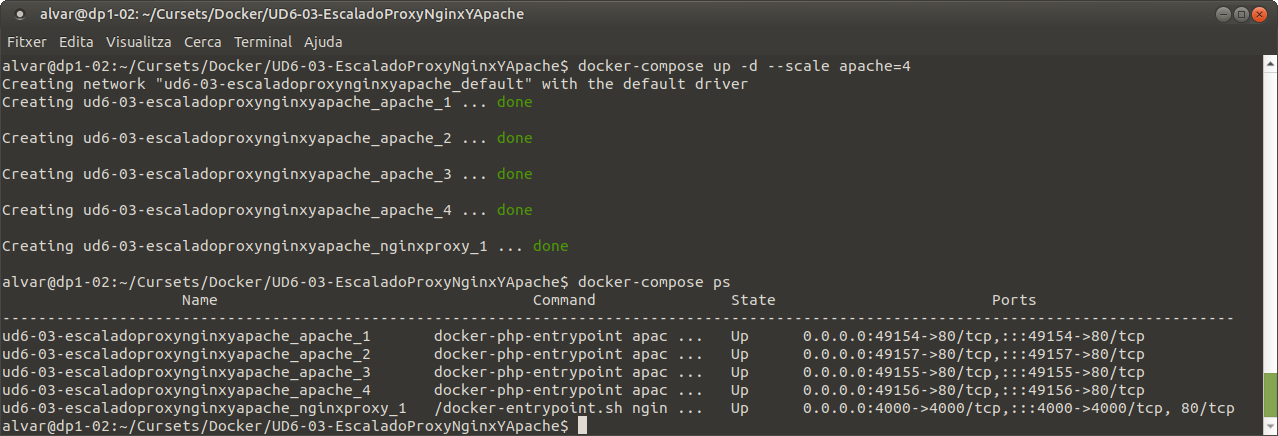 alvar@dp1-02: ~/Cursets/Docker/UD6-03-EscaladoProxyNginxYApache
Fitxer Edita Visualitza Cerca Terminal Ajuda
alvar@dp1-02:~/Cursets/Docker/UD6-03-EscaladoProxyNginxYApache$ docker-compose up -d --scale apache=4
Creating network "ud6-03-escaladoproxynginxyapache_default" with the default driver
Creating ud6-03-escaladoproxynginxyapache_apache_1 ... done
Creating ud6-03-escaladoproxynginxyapache_apache_2 ... done
Creating ud6-03-escaladoproxynginxyapache_apache_3 ... done
Creating ud6-03-escaladoproxynginxyapache_apache_4 ... done
Creating ud6-03-escaladoproxynginxyapache_nginxproxy_1 ... done
alvar@dp1-02:~/Cursets/Docker/UD6-03-EscaladoProxyNginxYApache$ docker-compose ps
Name Command State Ports
-----------------------------------------------------------------------------------------------------------------------------------------
ud6-03-escaladoproxynginxyapache_apache_1 docker-php-entrypoint apac ... Up 0.0.0.0:49154->80/tcp,:::49154->80/tcp
ud6-03-escaladoproxynginxyapache_apache_2 docker-php-entrypoint apac ... Up 0.0.0.0:49157->80/tcp,:::49157->80/tcp
ud6-03-escaladoproxynginxyapache_apache_3 docker-php-entrypoint apac ... Up 0.0.0.0:49155->80/tcp,:::49155->80/tcp
ud6-03-escaladoproxynginxyapache_apache_4 docker-php-entrypoint apac ... Up 0.0.0.0:49156->80/tcp,:::49156->80/tcp
ud6-03-escaladoproxynginxyapache_nginxproxy_1 /docker-entrypoint.sh ngin ... Up 0.0.0.0:4000->4000/tcp,:::4000->4000/tcp, 80/tcp
alvar@dp1-02:~/Cursets/Docker/UD6-03-EscaladoProxyNginxYApache$